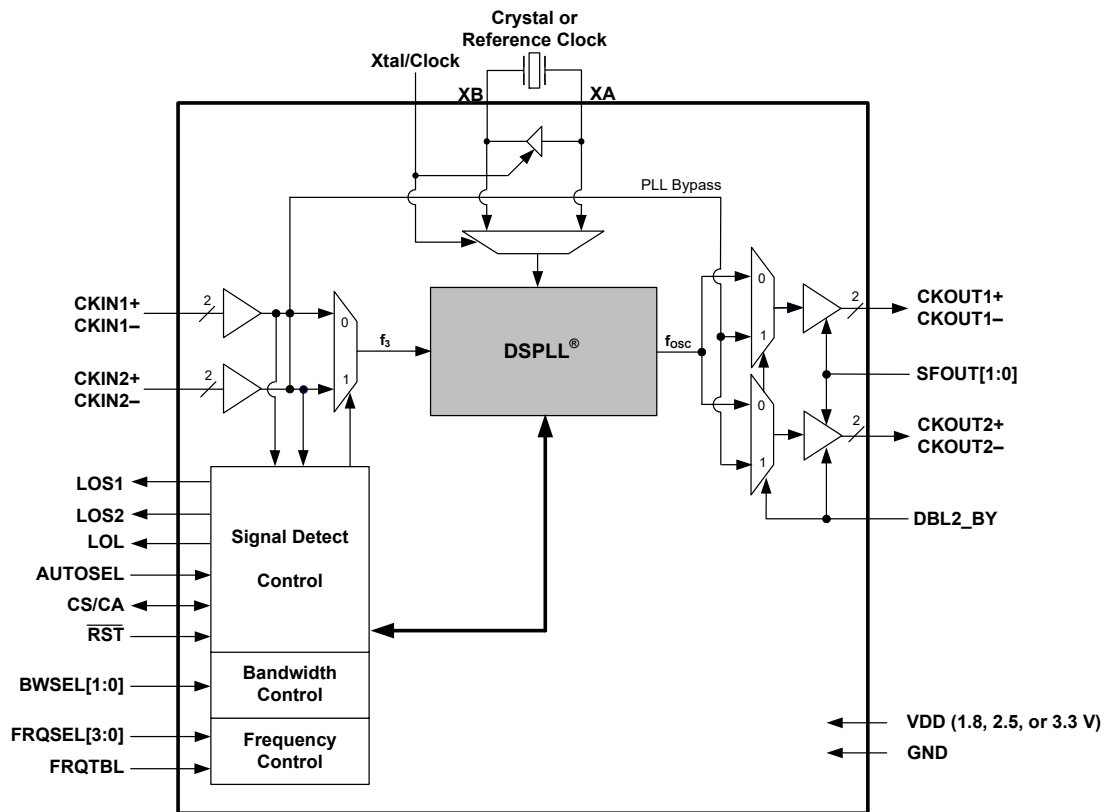 Crystal or
Reference Clock
Xtal/Clock
XB
XA
PLL Bypass
CKIN1+
CKIN1–
2
0
f3
DSPLL®
fOSC
0
1
2
CKOUT1+
CKOUT1–
CKIN2+
CKIN2–
2
1
SFOUT[1:0]
0
1
2
CKOUT2+
CKOUT2–
DBL2_BY
LOS1
LOS2
LOL
AUTOSEL
CS/CA
RST
Signal Detect
Control
BWSEL[1:0]
Bandwidth
Control
FRQSEL[3:0]
FRQTBL
Frequency
Control
VDD (1.8, 2.5, or 3.3 V)
GND